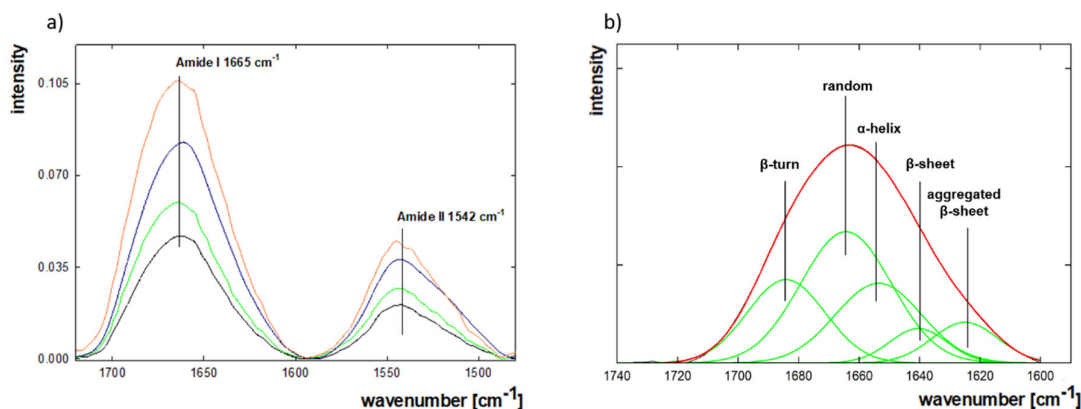 a)
intensity
0.105
0.070
0.035
0.000
Amide I 1665 cm⁻¹
Amide II 1542 cm⁻¹
1700
1650
1600
1550
1500
wavenumber [cm⁻¹]
b)
intensity
random
α-helix
β-turn
β-sheet
aggregated
β-sheet
1740
1720
1700
1680
1660
1640
1620
1600
wavenumber [cm⁻¹]